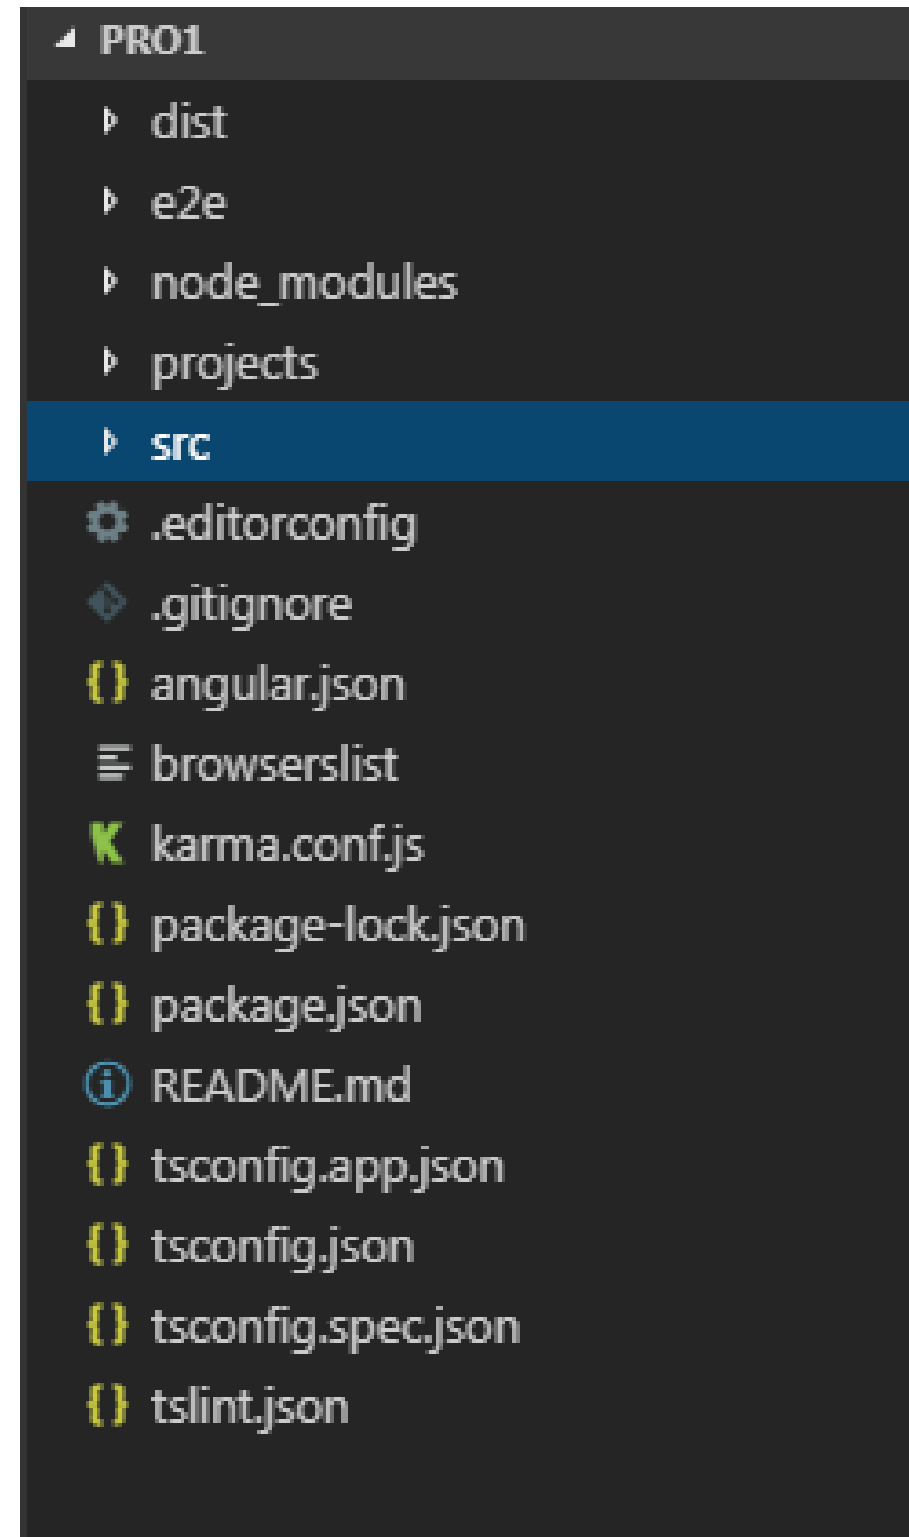 PRO1
dist
e2e
node_modules
projects
src
.editorconfig
.gitignore
angular.json
browserslist
karma.conf.js
package-lock.json
package.json
README.md
tsconfig.app.json
tsconfig.json
tsconfig.spec.json
tslint.json